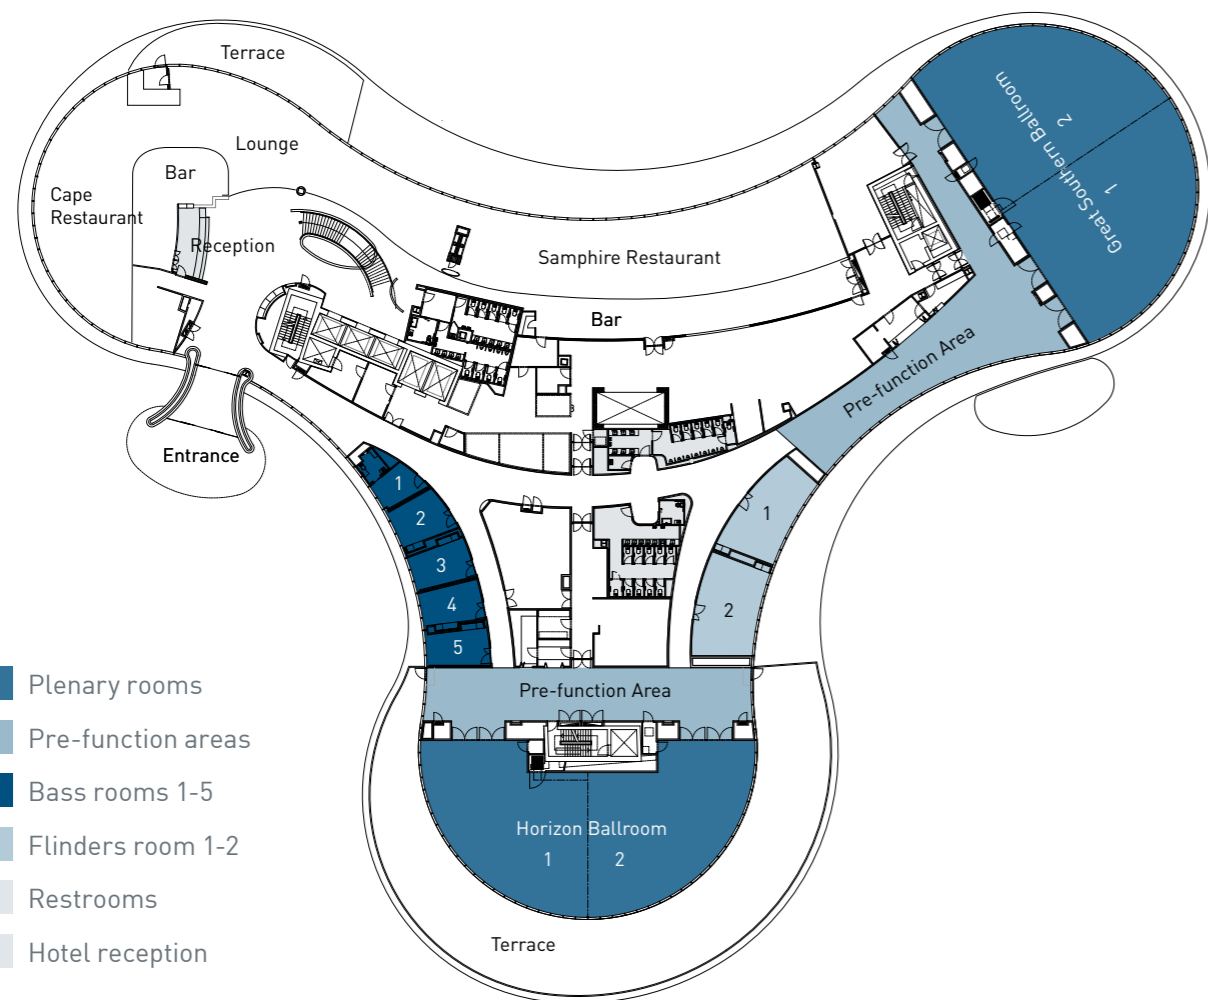 Terrace
Lounge
Bar
Cape
Restaurant
Reception
Samphire Restaurant
Bar
Great Southern Ballroom
2
1
Pre-function Area
Entrance
1
2
3
4
5
1
2
Pre-function Area
Horizon Ballroom
1 2
Terrace
Plenary rooms
Pre-function areas
Bass rooms 1-5
Flinders room 1-2
Restrooms
Hotel reception